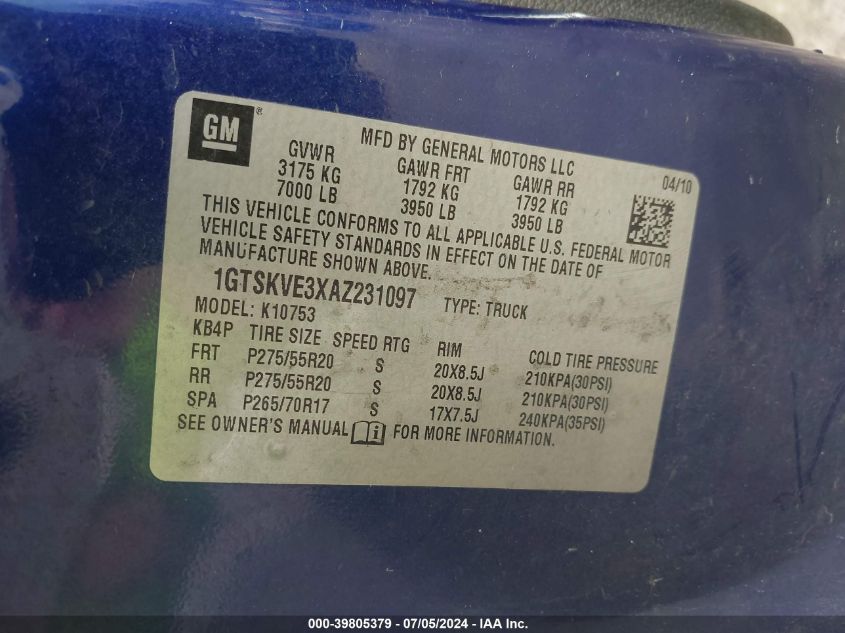 GM ®
MFD BY GENERAL MOTORS LLC
04/10
GVWR GAWR FRT GAWR RR
3175 KG 1792 KG 1792 KG
7000 LB 3950 LB 3950 LB
THIS VEHICLE CONFORMS TO ALL APPLICABLE U.S. FEDERAL MOTOR
VEHICLE SAFETY STANDARDS IN EFFECT ON THE DATE OF
MANUFACTURE SHOWN ABOVE.
1GTSKVE3XAZ231097 TYPE: TRUCK
MODEL: K10753
KB4P TIRE SIZE SPEED RTG RIM COLD TIRE PRESSURE
FRT P275/55R20 S 20X8.5J 210KPA(30PSI)
RR P275/55R20 S 20X8.5J 210KPA(30PSI)
SPA P265/70R17 S 17X7.5J 240KPA(35PSI)
SEE OWNER'S MANUAL i FOR MORE INFORMATION.
000-39805379 - 07/05/2024 - IAA Inc.